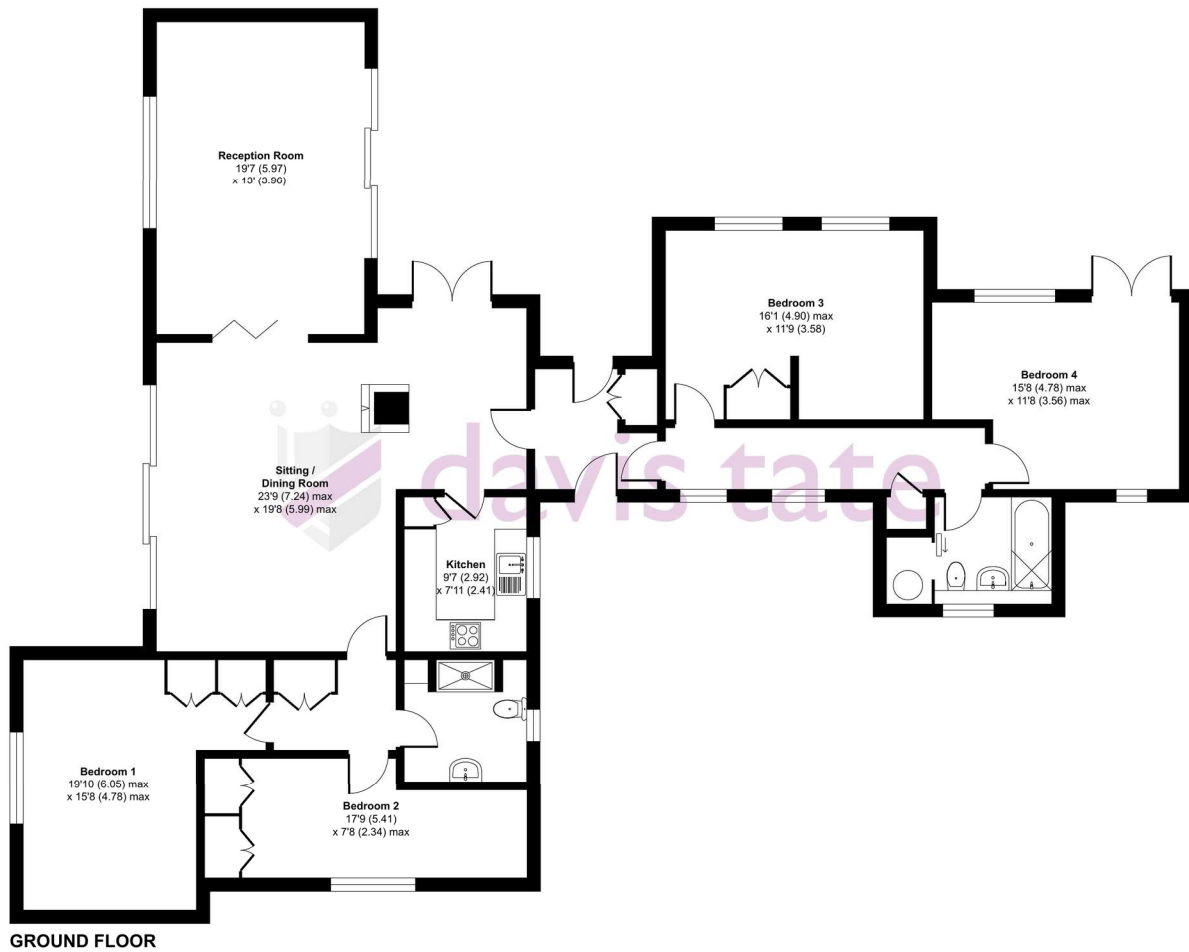 Reception Room
19'7 (5.97)
x 13' (3.96)
Bedroom 3
16'1 (4.90) max
x 11'9 (3.58)
Bedroom 4
15'8 (4.78) max
x 11'8 (3.56) max
Sitting /
Dining Room
23'9 (7.24) max
x 19'8 (5.99) max
davis tate
Kitchen
9'7 (2.92)
x 7'11 (2.41)
Bedroom 1
19'10 (6.05) max
x 15'8 (4.78) max
Bedroom 2
17'9 (5.41)
x 7'8 (2.34) max
GROUND FLOOR